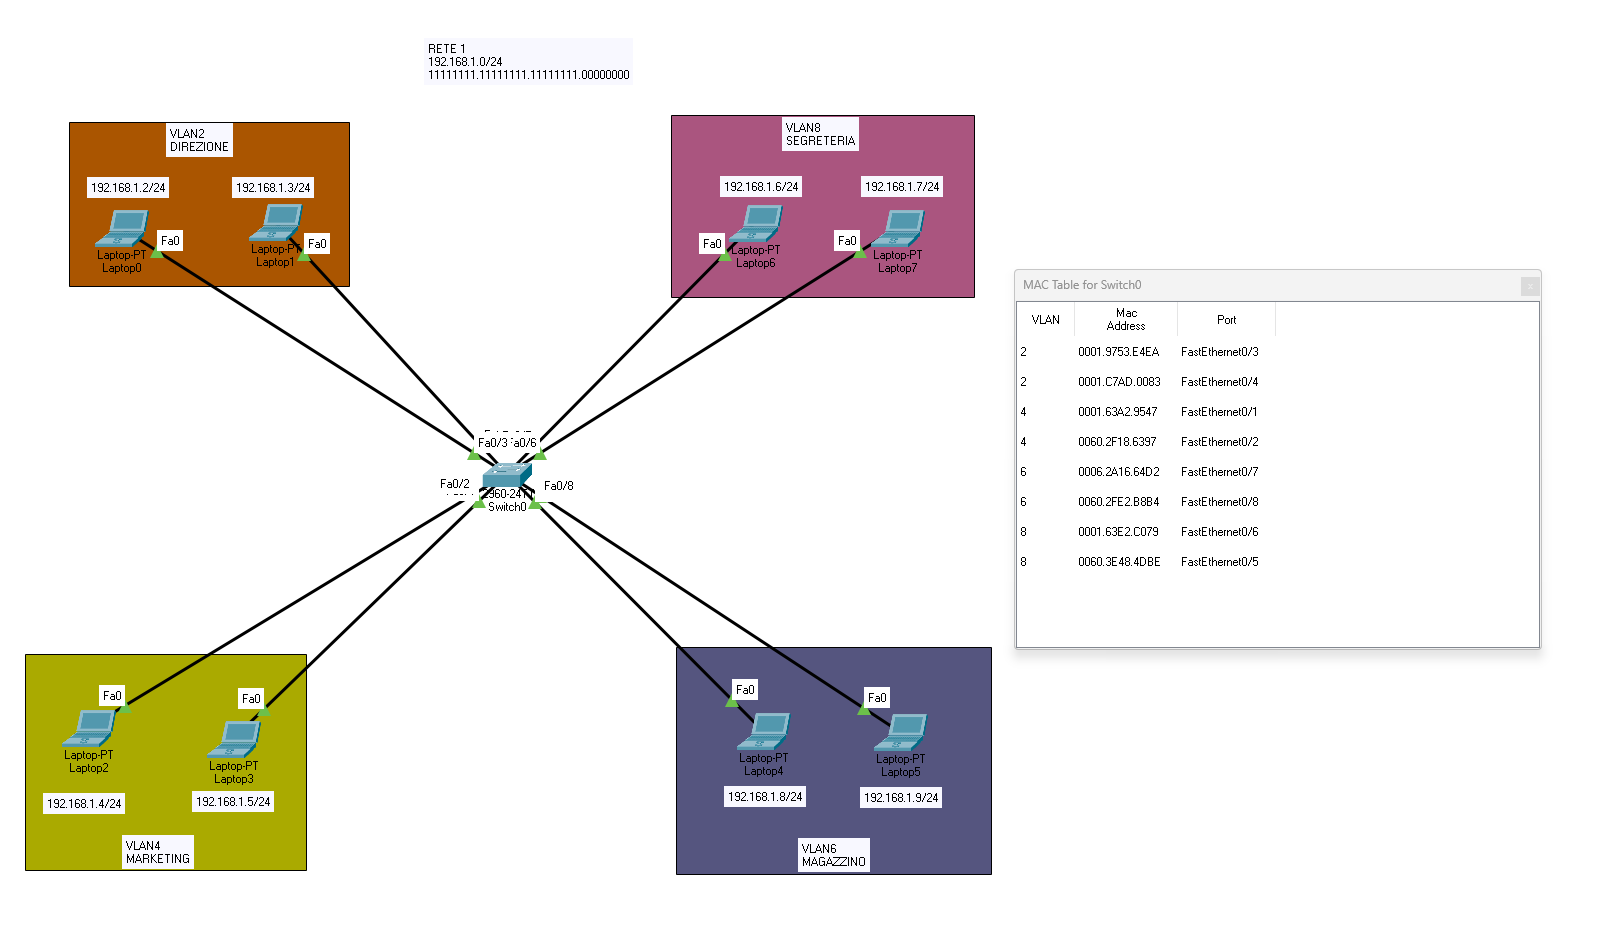 RETE 1
192.168.1.0/24
11111111.11111111.11111111.00000000
VLAN2
DIREZIONE
192.168.1.2/24
192.168.1.3/24
Fa0
Fa0
Laptop-PT
Laptop0
Laptop-PT
Laptop1
VLAN8
SEGRETERIA
192.168.1.6/24
192.168.1.7/24
Fa0
Fa0
Laptop-PT
Laptop6
Laptop-PT
Laptop7
MAC Table for Switch0
VLAN
Mac
Address
Port
2 0001.9753.E4EA FastEthernet0/3
2 0001.C7AD.0083 FastEthernet0/4
4 0001.63A2.9547 FastEthernet0/1
4 0060.2F18.6397 FastEthernet0/2
6 0006.2A16.64D2 FastEthernet0/7
6 0060.2FE2.B8B4 FastEthernet0/8
8 0001.63E2.C079 FastEthernet0/6
8 0060.3E48.4DBE FastEthernet0/5
Fa0/3
a0/6
Fa0/2
Fa0/8
2960-24T
Switch0
Fa0
Fa0
Laptop-PT
Laptop2
Laptop-PT
Laptop3
192.168.1.4/24
192.168.1.5/24
VLAN4
MARKETING
Fa0
Fa0
Laptop-PT
Laptop4
Laptop-PT
Laptop5
192.168.1.8/24
192.168.1.9/24
VLAN6
MAGAZZINO